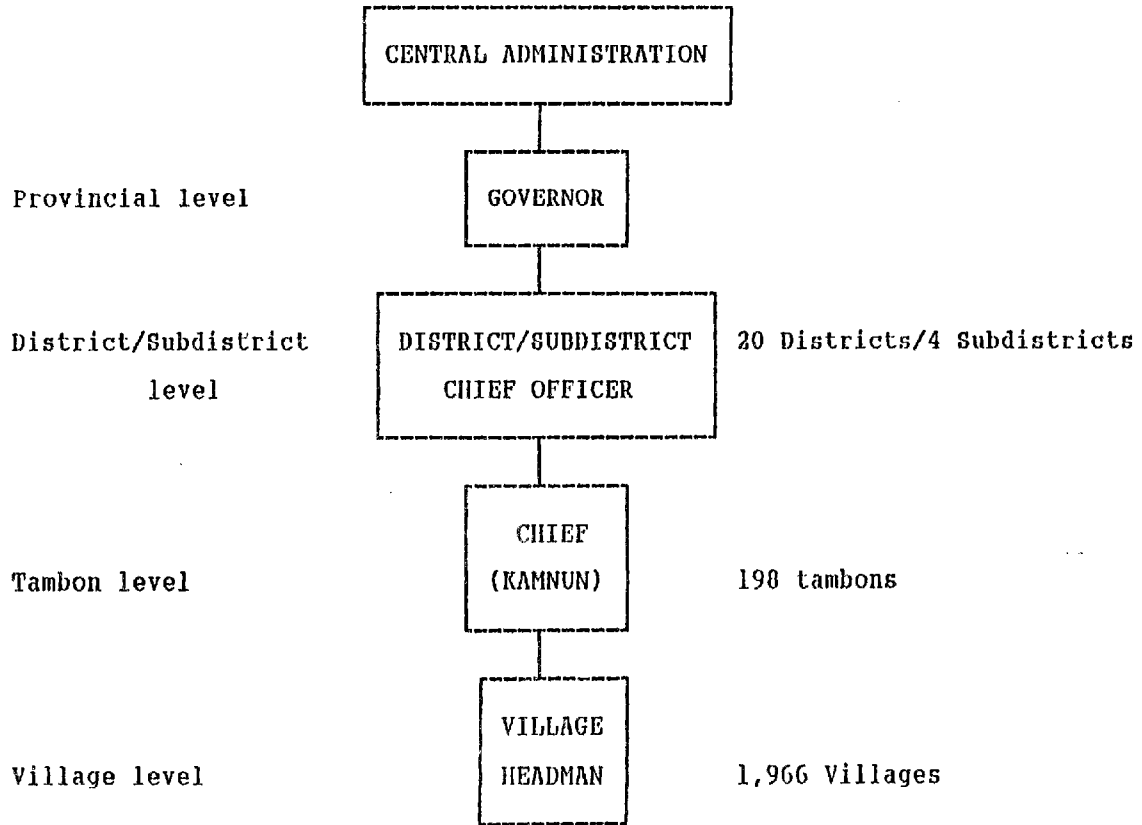 CENTRAL ADMINISTRATION
Provincial level
GOVERNOR
District/Subdistrict
level
DISTRICT/SUBDISTRICT
CHIEF OFFICER
20 Districts/4 Subdistricts
Tambon level
CHIEF
(KAMNUN)
198 tambons
Village level
VILLAGE
HEADMAN
1,966 Villages